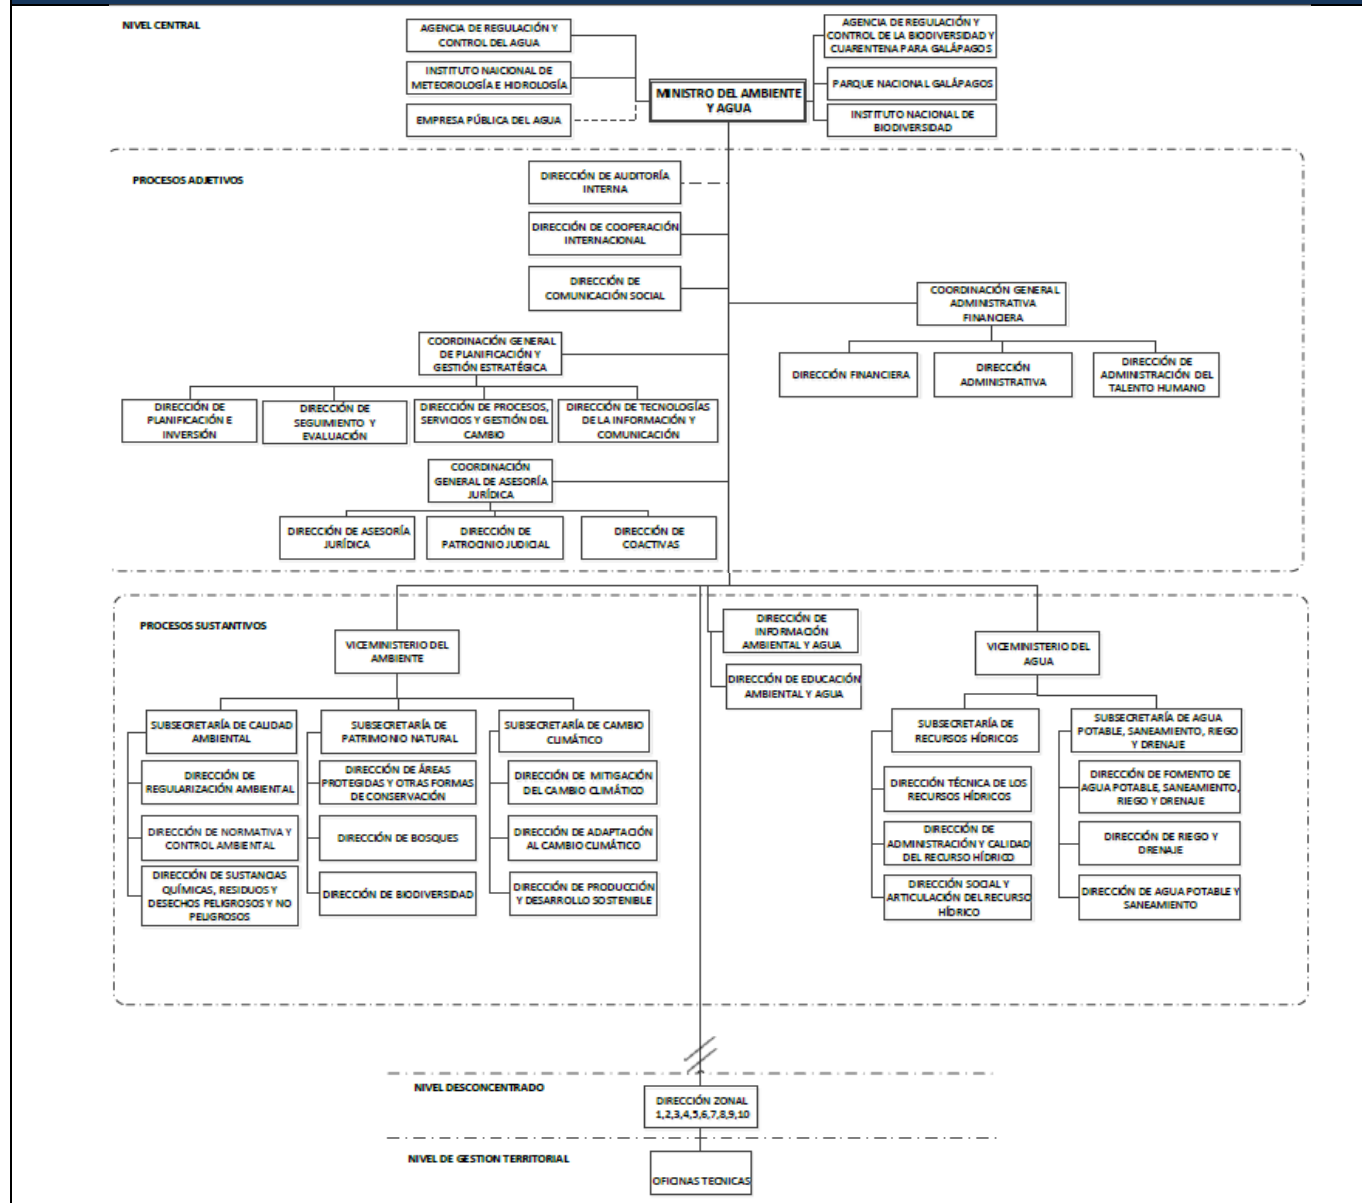 NIVEL CENTRAL
AGENCIA DE REGULACIÓN Y
CONTROL DEL AGUA
INSTITUTO NAICIONAL DE
METEOROLOGÍA E HIDROLOGÍA
EMPRESA PÚBLICA DEL AGUA
MINISTRO DEL AMBIENTE
Y AGUA
AGENCIA DE REGULACIÓN Y
CONTROL DE LA BIODIVERSIDAD Y
CUARENTENA PARA GALÁPAGOS
PARQUE NACIONAL GALÁPAGOS
INSTITUTO NACIONAL DE
BIODIVERSIDAD
PROCESOS ADJETIVOS
DIRECCIÓN DE AUDITORÍA
INTERNA
DIRECCIÓN DE COOPERACIÓN
INTERNACIONAL
DIRECCIÓN DE
COMUNICACIÓN SOCIAL
COORDINACIÓN GENERAL
ADMINISTRATIVA
FINANCIERA
DIRECCIÓN FINANCIERA
DIRECCIÓN
ADMINISTRATIVA
DIRECCIÓN DE
ADMINISTRACIÓN DEL
TALENTO HUMANO
COORDINACIÓN GENERAL
DE PLANIFICACIÓN Y
GESTIÓN ESTRATÉGICA
DIRECCIÓN DE
PLANIFICACIÓN E
INVERSIÓN
DIRECCIÓN DE
SEGUIMIENTO Y
EVALUACIÓN
DIRECCIÓN DE PROCESOS,
SERVICIOS Y GESTIÓN DEL
CAMBIO
DIRECCIÓN DE TECNOLOGÍAS
DE LA INFORMACIÓN Y
COMUNICACIÓN
COORDINACIÓN
GENERAL DE ASESORÍA
JURÍDICA
DIRECCIÓN DE ASESORÍA
JURÍDICA
DIRECCIÓN DE
PATROCINIO JUDICIAL
DIRECCIÓN DE
COACTIVAS
PROCESOS SUSTANTIVOS
VICEMINISTERIO DEL
AMBIENTE
DIRECCIÓN DE
INFORMACIÓN
AMBIENTAL Y AGUA
DIRECCIÓN DE EDUCACIÓN
AMBIENTAL Y AGUA
VICEMINISTERIO DEL
AGUA
SUBSECRETARÍA DE CALIDAD
AMBIENTAL
DIRECCIÓN DE
REGULARIZACIÓN AMBIENTAL
DIRECCIÓN DE NORMATIVA Y
CONTROL AMBIENTAL
DIRECCIÓN DE SUSTANCIAS
QUÍMICAS, RESIDUOS Y
DESECHOS PELIGROSOS Y NO
PELIGROSOS
SUBSECRETARÍA DE
PATRIMONIO NATURAL
DIRECCIÓN DE ÁREAS
PROTEGIDAS Y OTRAS FORMAS
DE CONSERVACIÓN
DIRECCIÓN DE BOSQUES
DIRECCIÓN DE BIODIVERSIDAD
SUBSECRETARÍA DE CAMBIO
CLIMÁTICO
DIRECCIÓN DE MITIGACIÓN
DEL CAMBIO CLIMÁTICO
DIRECCIÓN DE ADAPTACIÓN
AL CAMBIO CLIMÁTICO
DIRECCIÓN DE PRODUCCIÓN
Y DESARROLLO SOSTENIBLE
SUBSECRETARÍA DE
RECURSOS HÍDRICOS
DIRECCIÓN TÉCNICA DE LOS
RECURSOS HÍDRICOS
DIRECCIÓN DE
ADMINISTRACIÓN Y CALIDAD
DEL RECURSO HÍDRICO
DIRECCIÓN SOCIAL Y
ARTICULACIÓN DEL RECURSO
HÍDRICO
SUBSECRETARÍA DE AGUA
POTABLE, SANEAMIENTO, RIEGO
Y DRENAJE
DIRECCIÓN DE FOMENTO DE
AGUA POTABLE, SANEAMIENTO,
RIEGO Y DRENAJE
DIRECCIÓN DE RIEGO Y
DRENAJE
DIRECCIÓN DE AGUA POTABLE Y
SANEAMIENTO
NIVEL DESCONCENTRADO
DIRECCIÓN ZONAL
1,2,3,4,5,6,7,8,9,10
NIVEL DE GESTION TERRITORIAL
OFICINAS TECNICAS